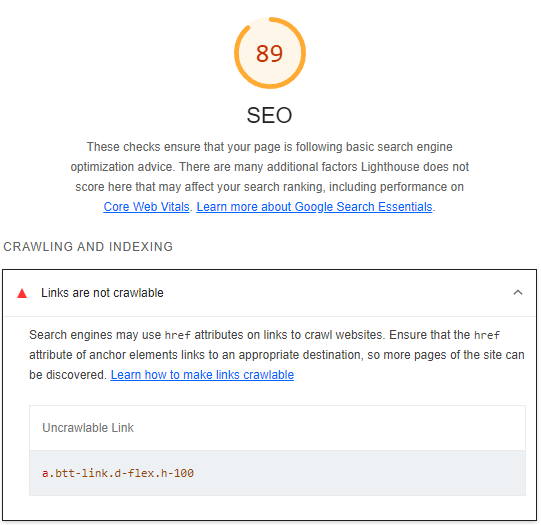 89
SEO
These checks ensure that your page is following basic search engine
optimization advice. There are many additional factors Lighthouse does not
score here that may affect your search ranking, including performance on
Core Web Vitals. Learn more about Google Search Essentials.
CRAWLING AND INDEXING
Links are not crawlable
Search engines may use href attributes on links to crawl websites. Ensure that the href
attribute of anchor elements links to an appropriate destination, so more pages of the site can
be discovered. Learn how to make links crawlable
Uncrawlable Link
a.btt-link.d-flex.h-100